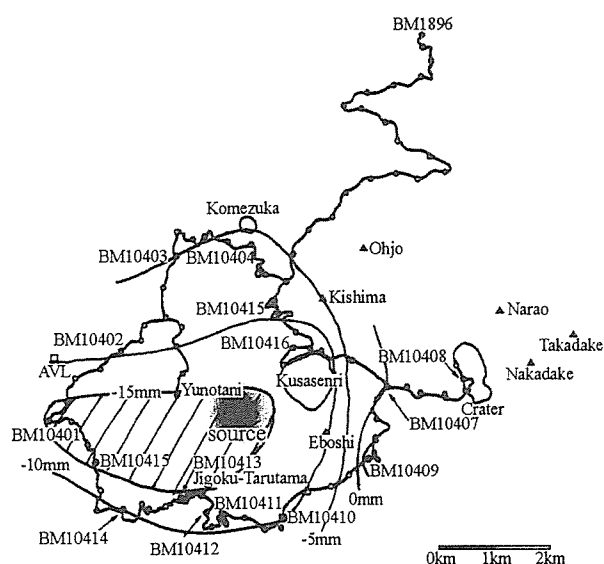 BM1896
Komezuka
BM10403
BM10404
Ohjo
BM10415
Kishima
Narao
BM10402
BM10416
Takadake
AVL
BM10408
Nakadake
-15mm
Yunotani
Kusasenri
Crater
BM10407
source
BM10401
Eboshi
BM10415
BM10413
-10mm
Jigoku-Tarutama
BM10409
BM10411
0mm
BM10410
BM10414
-5mm
BM10412
0km 1km 2km